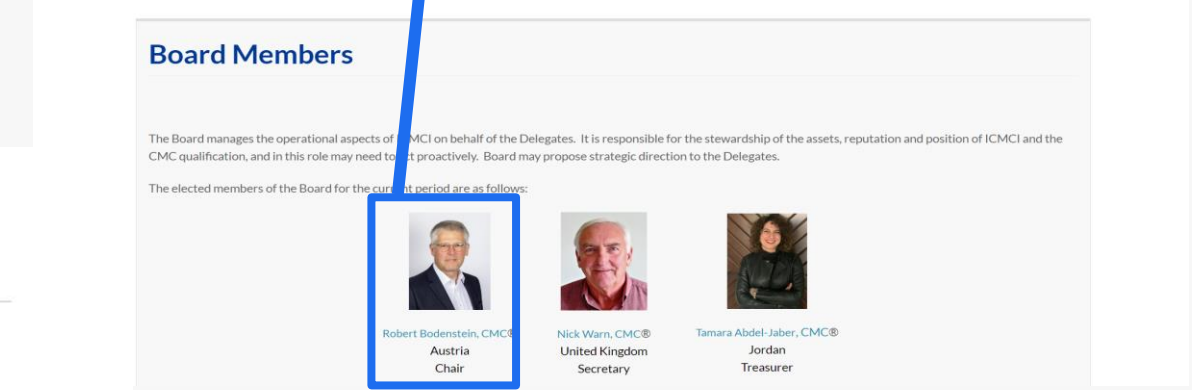 Board Members
The Board manages the operational aspects of MCI on behalf of the Delegates. It is responsible for the stewardship of the assets, reputation and position of ICMCI and the
CMC qualification, and in this role may need to proactively. Board may propose strategic direction to the Delegates.
The elected members of the Board for the period are as follows:
Robert Bodenstein, CMC® Nick Warn, CMC® Tamara Abdel-Jaber, CMC®
Austria United Kingdom Jordan
Chair Secretary Treasurer